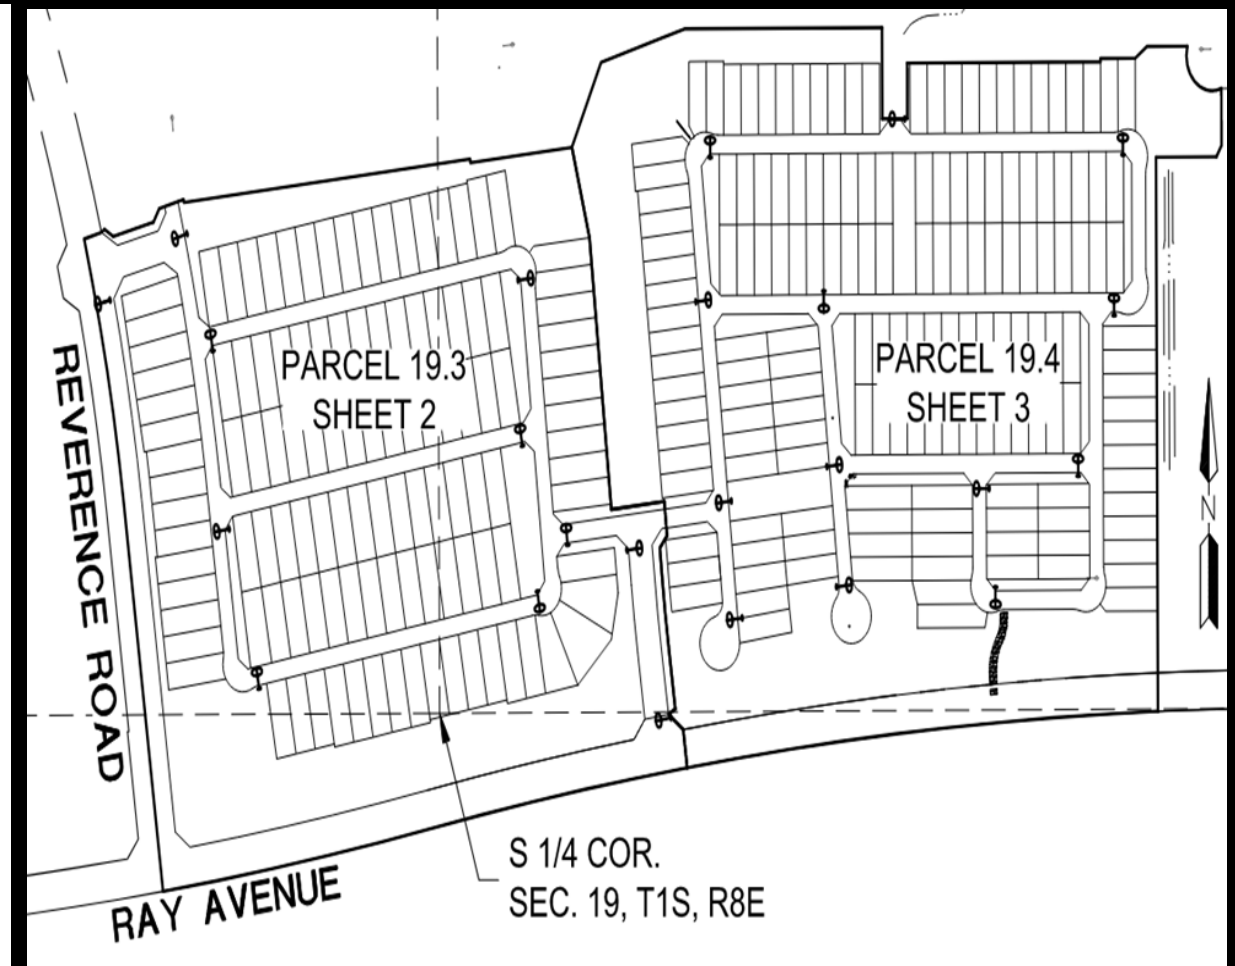 PARCEL 19.3
SHEET 2
PARCEL 19.4
SHEET 3
REVERENCE ROAD
N
S 1/4 COR.
SEC. 19, T1S, R8E
RAY AVENUE